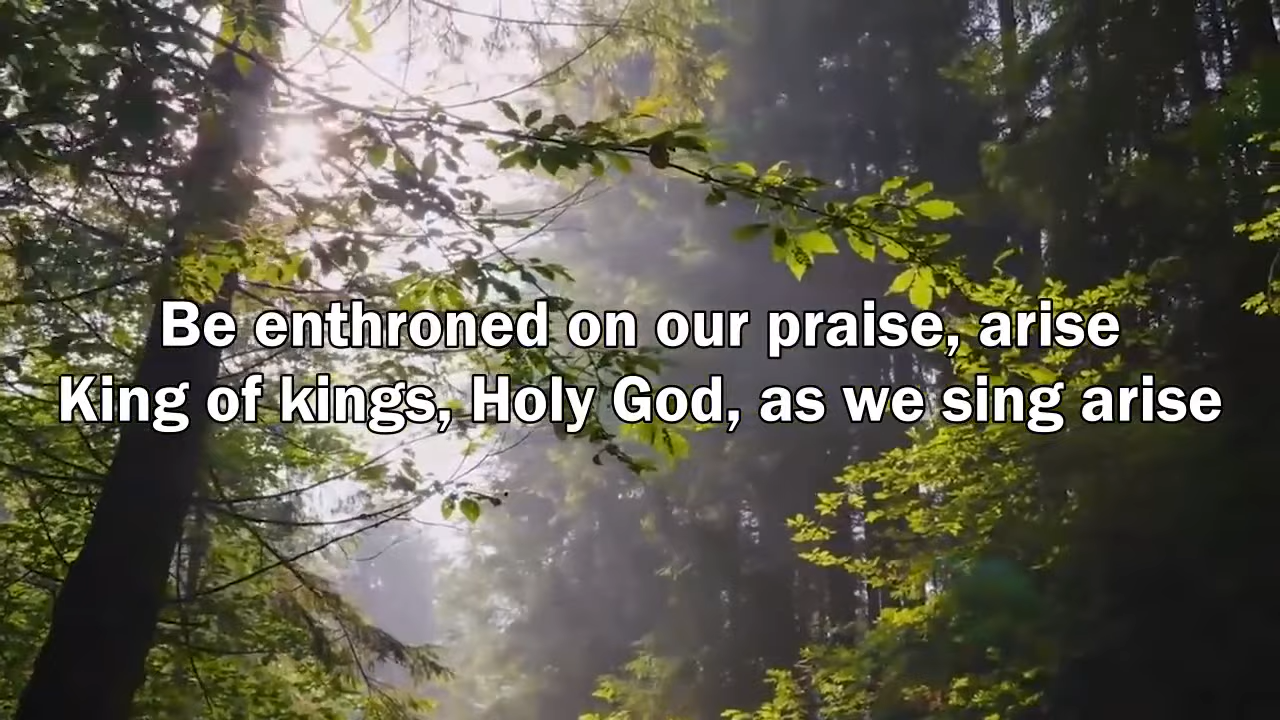 Be enthroned on our praise, arise
King of kings, Holy God, as we sing arise